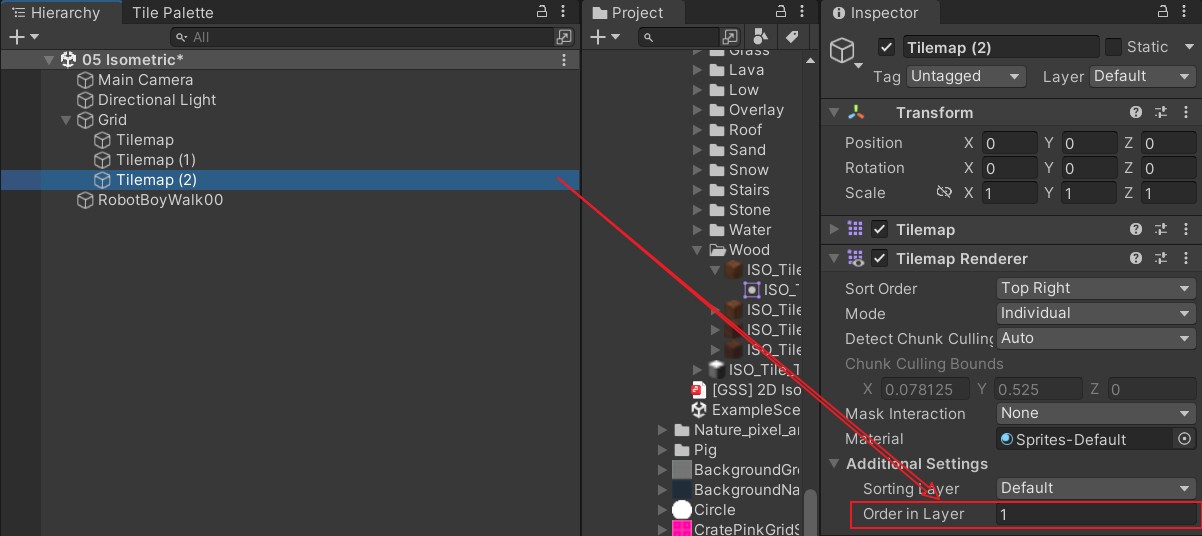 Hierarchy
Tile Palette
All
05 Isometric*
Main Camera
Directional Light
Grid
Tilemap
Tilemap (1)
Tilemap (2)
RobotBoyWalk00
Project
Grass
Lava
Low
Overlay
Roof
Sand
Snow
Stairs
Stone
Water
Wood
ISO_Tile
ISO_T
ISO_Tile
ISO_Tile
ISO_Tile
ISO_Tile_T
[GSS] 2D Iso
ExampleSce
Nature_pixel_ar
Pig
BackgroundGr
BackgroundNa
Circle
CratePinkGridS
Inspector
Tilemap (2)
Static
Tag Untagged
Layer Default
Transform
Position X 0 Y 0 Z 0
Rotation X 0 Y 0 Z 0
Scale X 1 Y 1 Z 1
Tilemap
Tilemap Renderer
Sort Order Top Right
Mode Individual
Detect Chunk Culling Auto
Chunk Culling Bounds
X 0.078125 Y 0.525 Z 0
Mask Interaction None
Material Sprites-Default
Additional Settings
Sorting Layer Default
Order in Layer 1